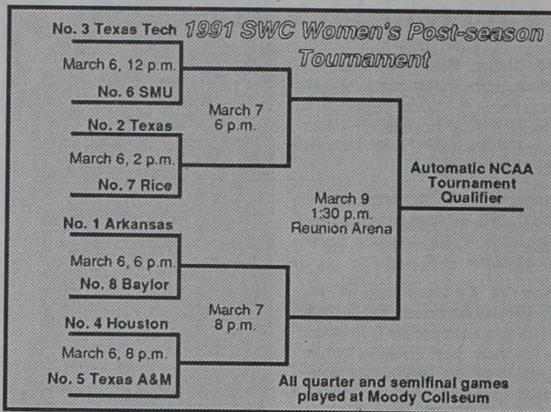 1991 SWC Women's Post-season
Tournament
No. 3 Texas Tech
March 6, 12 p.m.
No. 6 SMU
March 7
6 p.m.
No. 2 Texas
March 6, 2 p.m.
No. 7 Rice
March 9
1:30 p.m.
Reunion Arena
Automatic NCAA
Tournament
Qualifier
No. 1 Arkansas
March 6, 6 p.m.
No. 8 Baylor
March 7
8 p.m.
No. 4 Houston
March 6, 8 p.m.
No. 5 Texas A&M
All quarter and semifinal games
played at Moody Coliseum